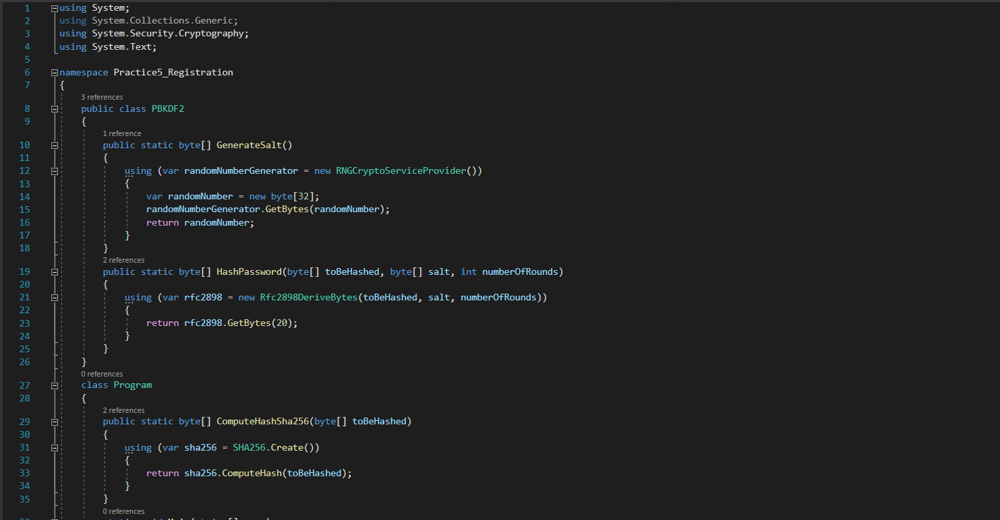 1 using System;
2 using System.Collections.Generic;
3 using System.Security.Cryptography;
4 using System.Text;
5
6 namespace Practice5_Registration
7 {
3 references
8 public class PBKDF2
9 {
1 reference
10 public static byte[] GenerateSalt()
11 {
12 using (var randomNumberGenerator = new RNGCryptoServiceProvider())
13 {
14 var randomNumber = new byte[32];
15 randomNumberGenerator.GetBytes(randomNumber);
16 return randomNumber;
17 }
18 }
2 references
19 public static byte[] HashPassword(byte[] toBeHashed, byte[] salt, int numberOfRounds)
20 {
21 using (var rfc2898 = new Rfc2898DeriveBytes(toBeHashed, salt, numberOfRounds))
22 {
23 return rfc2898.GetBytes(20);
24 }
25 }
26 }
0 references
27 class Program
28 {
2 references
29 public static byte[] ComputeHashSha256(byte[] toBeHashed)
30 {
31 using (var sha256 = SHA256.Create())
32 {
33 return sha256.ComputeHash(toBeHashed);
34 }
35 }
0 references